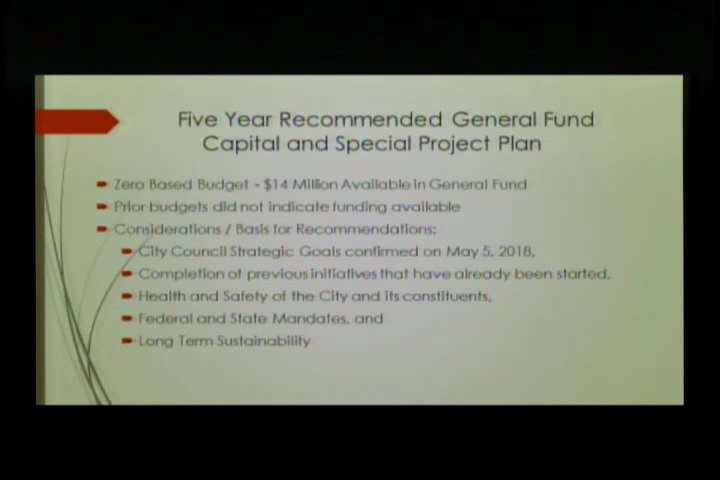 Five Year Recommended General Fund
Capital and Special Project Plan
Zero Based Budget - $14 Million Available in General Fund
Prior budgets did not indicate funding available
Considerations / Basis for Recommendations:
City Council Strategic Goals confirmed on May 5, 2018,
Completion of previous initiatives that have already been started,
Health and Safety of the City and its constituents,
Federal and State Mandates, and
Long Term Sustainability